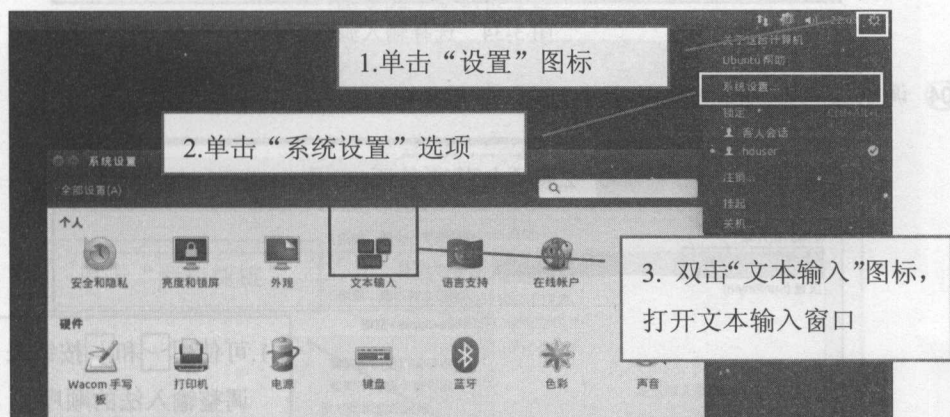 1.单击“设置”图标
关于这台计算机
Ubuntu 帮助
系统设置...
锁定
客人会话
houser
注销...
挂起
关机...
2.单击“系统设置”选项
系统设置
全部设置(A)
个人
安全和隐私
亮度和锁屏
外观
文本输入
语言支持
在线帐户
3. 双击“文本输入”图标，
打开文本输入窗口
硬件
Wacom 手写
板
打印机
电源
键盘
蓝牙
色彩
声音